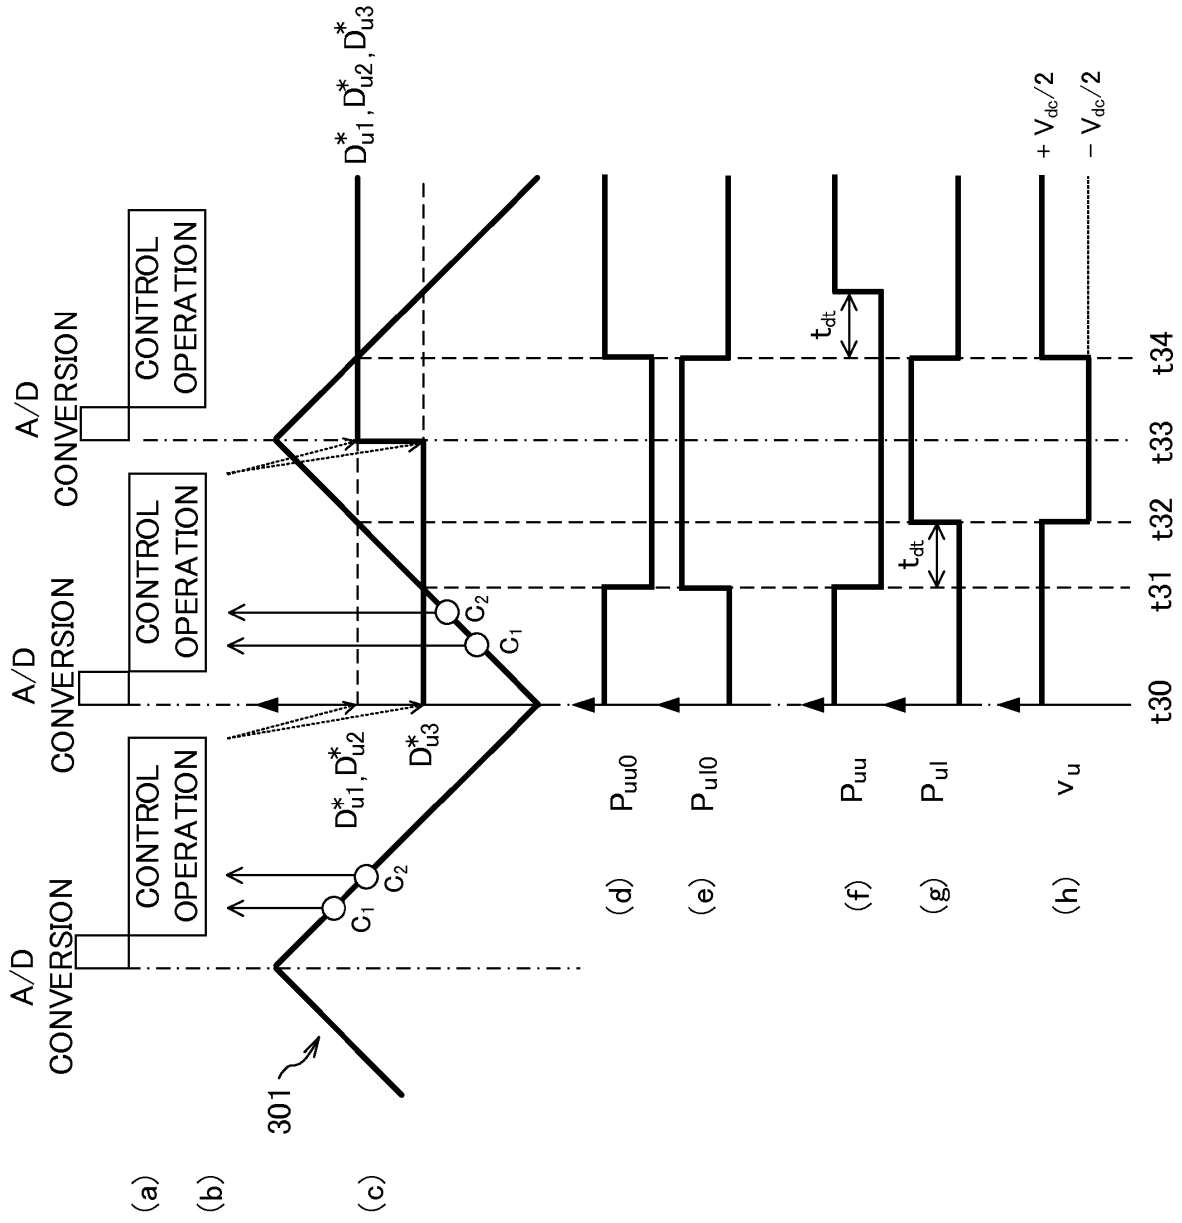 (a)
A/D
CONVERSION
A/D
CONVERSION
A/D
CONVERSION
(b)
CONTROL
OPERATION
CONTROL
OPERATION
CONTROL
OPERATION
(c)
301
C1
C2
C1
C2
D*u1, D*u2
D*u3
D*u1, D*u2, D*u3
(d)
Puu0
(e)
Pul0
(f)
Puu
tdt
(g)
Pul
tdt
(h)
vu
+ Vdc/2
- Vdc/2
t30
t31
t32
t33
t34